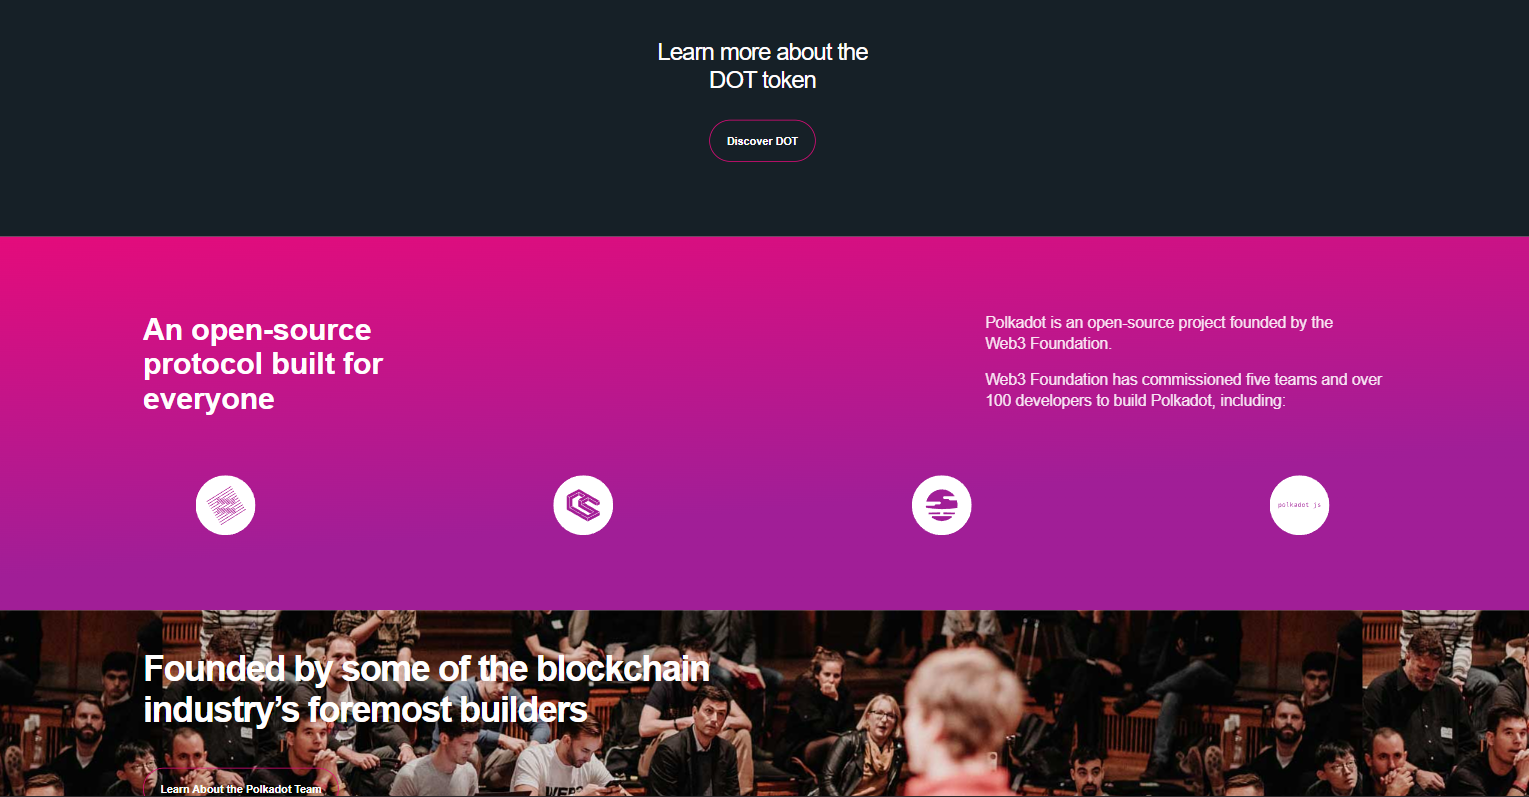 Learn more about the
DOT token
Discover DOT
An open-source
protocol built for
everyone
Polkadot is an open-source project founded by the
Web3 Foundation.
Web3 Foundation has commissioned five teams and over
100 developers to build Polkadot, including:
polkadot js
Founded by some of the blockchain
industry’s foremost builders
Learn About the Polkadot Team